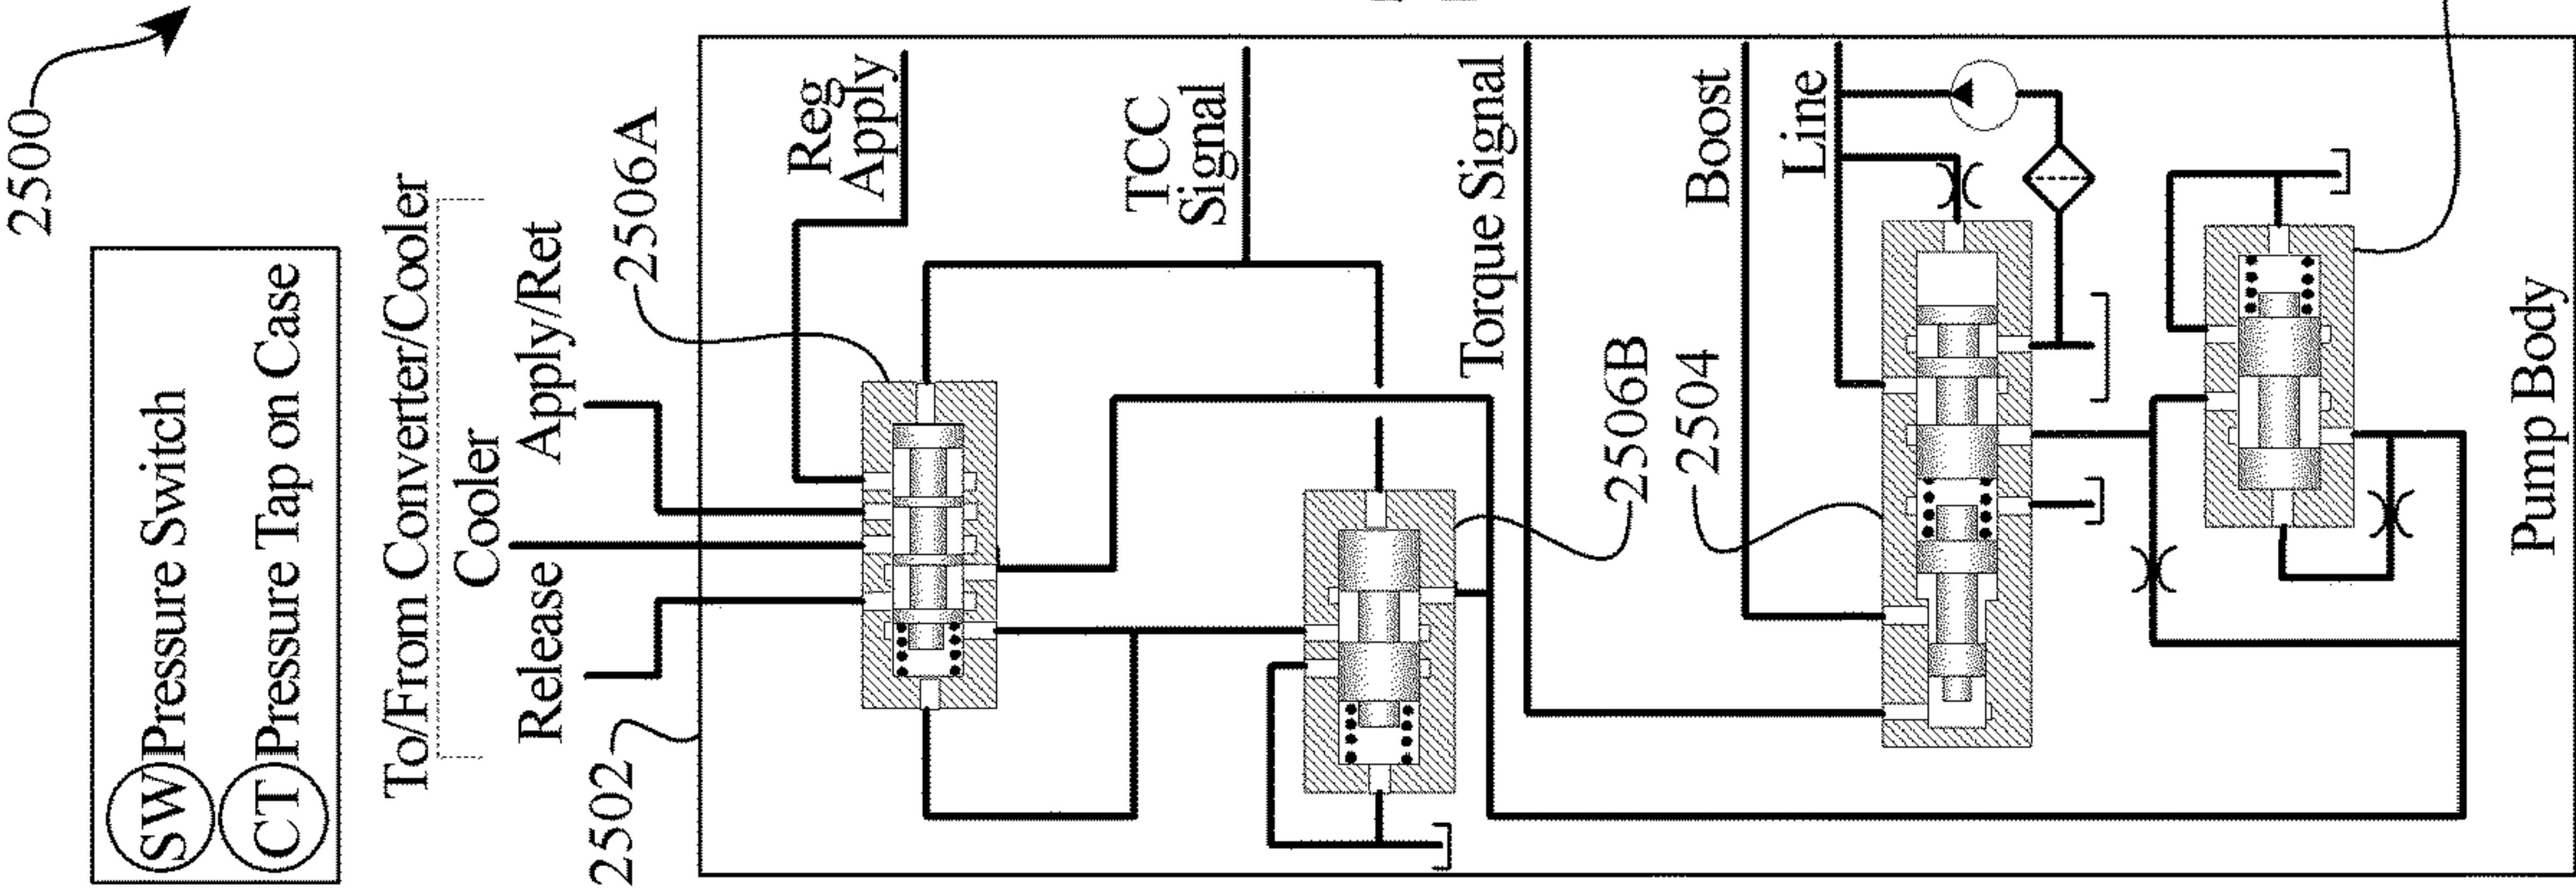 2500
SW Pressure Switch
CT Pressure Tap on Case
To/From Converter/Cooler
Cooler
Release
Apply/Ret
2506A
2502
Reg
Apply
TCC
Signal
Torque Signal
2506B
2504
Boost
Line
Pump Body